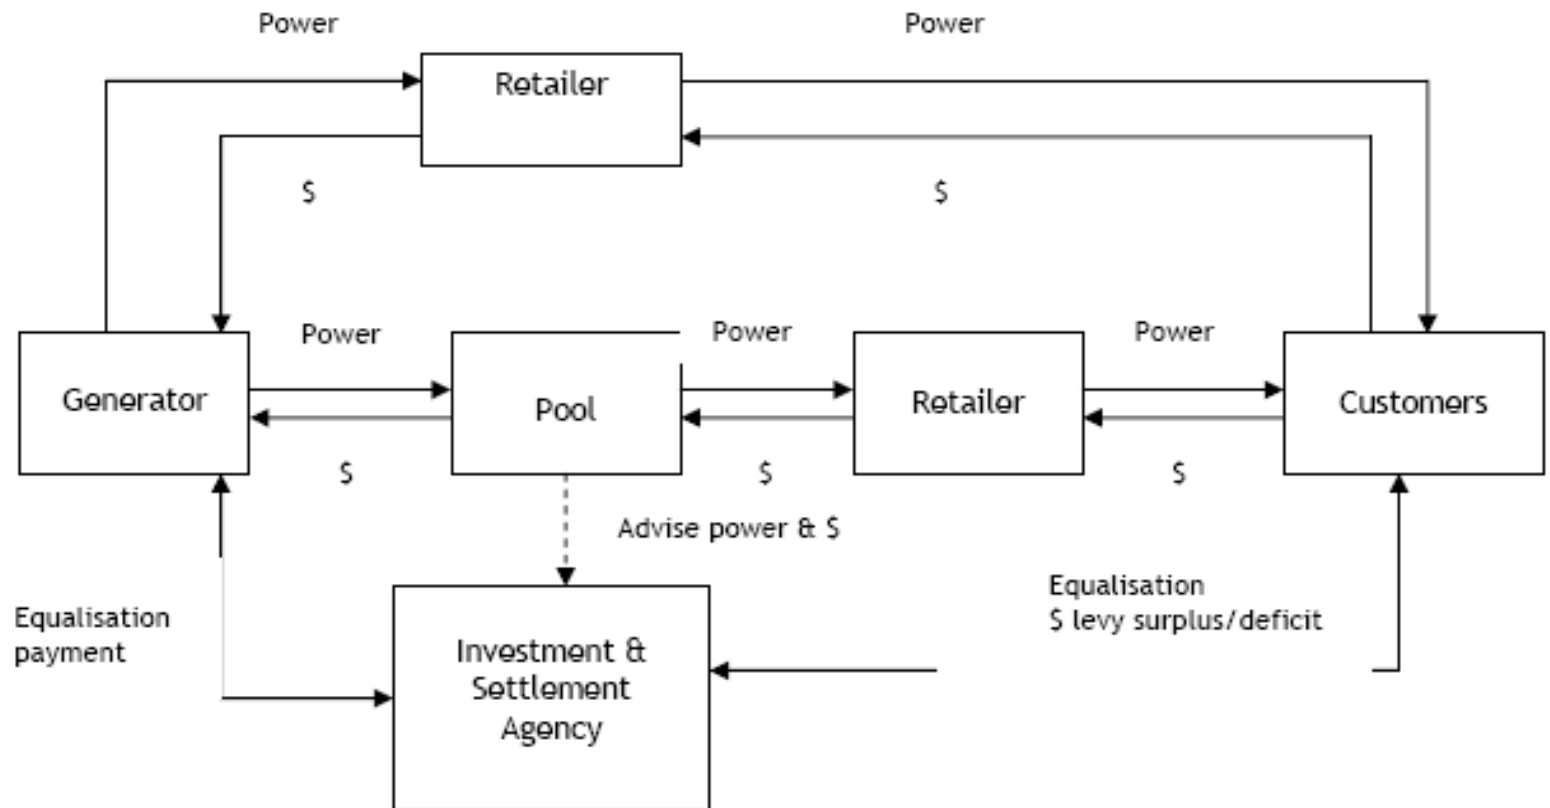 Power
Power
Retailer
$
$
Power
Power
Power
Generator
Pool
Retailer
Customers
$
$
$
Advise power & $
Equalisation
payment
Equalisation
$ levy surplus/deficit
Investment &
Settlement
Agency